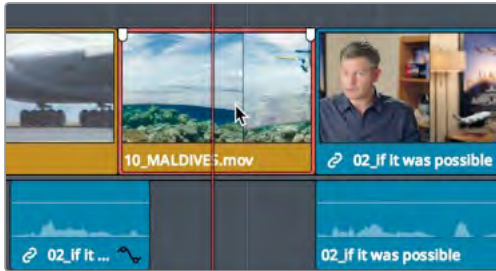 10_MALDIVES.mov
02_if it was possible
02_if it ...
02_if it was possible